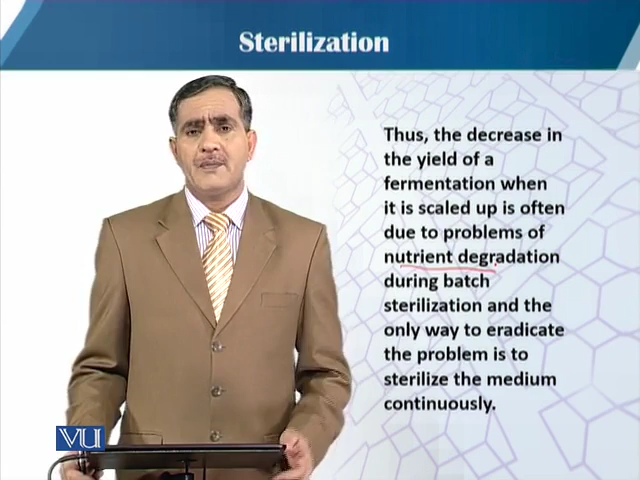 Sterilization
Thus, the decrease in
the yield of a
fermentation when
it is scaled up is often
due to problems of
nutrient degradation
during batch
sterilization and the
only way to eradicate
the problem is to
sterilize the medium
continuously.
VU